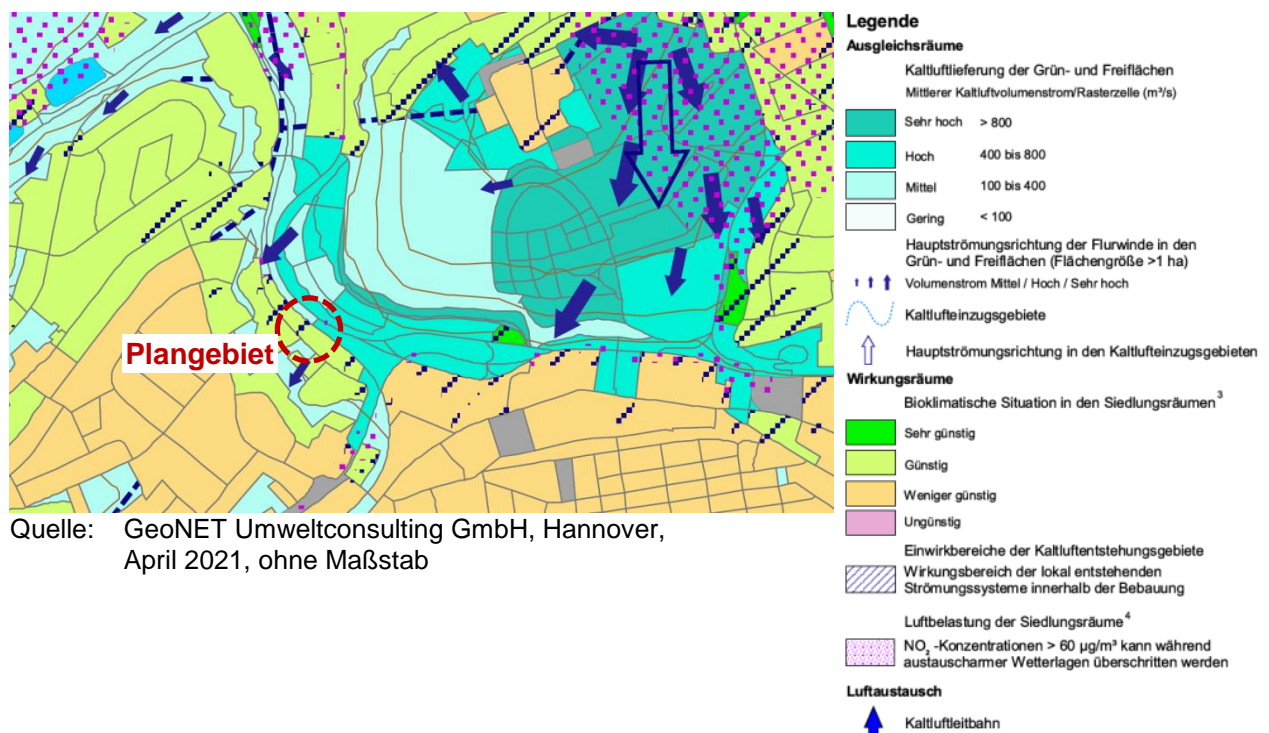 Plangebiet
Quelle: GeoNET Umweltconsulting GmbH, Hannover,
April 2021, ohne Maßstab
Legende
Ausgleichsräume
Kaltluftlieferung der Grün- und Freiflächen
Mittlerer Kaltluftvolumenstrom/Rasterzelle (m³/s)
Sehr hoch > 800
Hoch 400 bis 800
Mittel 100 bis 400
Gering < 100
Hauptströmungsrichtung der Flurwinde in den
Grün- und Freiflächen (Flächengröße >1 ha)
Volumenstrom Mittel / Hoch / Sehr hoch
Kaltlufteinzugsgebiete
Hauptströmungsrichtung in den Kaltlufteinzugsgebieten
Wirkungsräume
Bioklimatische Situation in den Siedlungsräumen³
Sehr günstig
Günstig
Weniger günstig
Ungünstig
Einwirkbereiche der Kaltluftentstehungsgebiete
Wirkungsbereich der lokal entstehenden
Strömungssysteme innerhalb der Bebauung
Luftbelastung der Siedlungsräume⁴
NO₂ -Konzentrationen > 60 µg/m³ kann während
austauscharmer Wetterlagen überschritten werden
Luftaustausch
Kaltluftleitbahn